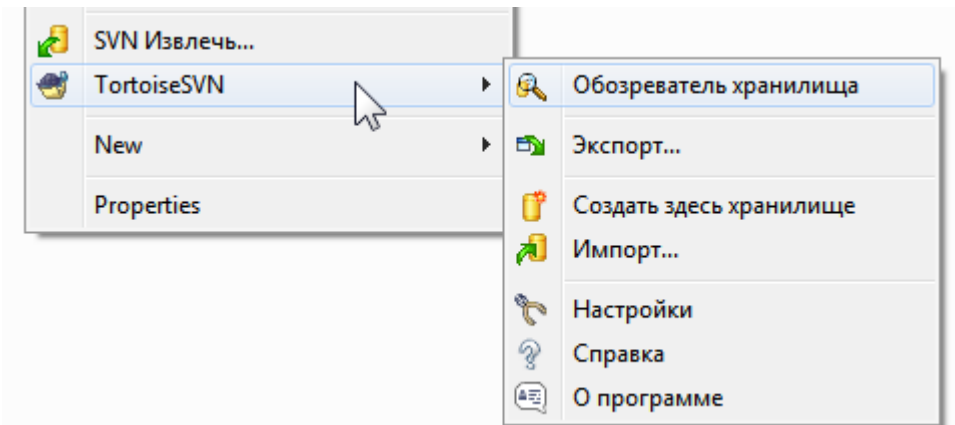 SVN Извлечь...
TortoiseSVN
New
Properties
Обозреватель хранилища
Экспорт...
Создать здесь хранилище
Импорт...
Настройки
Справка
О программе